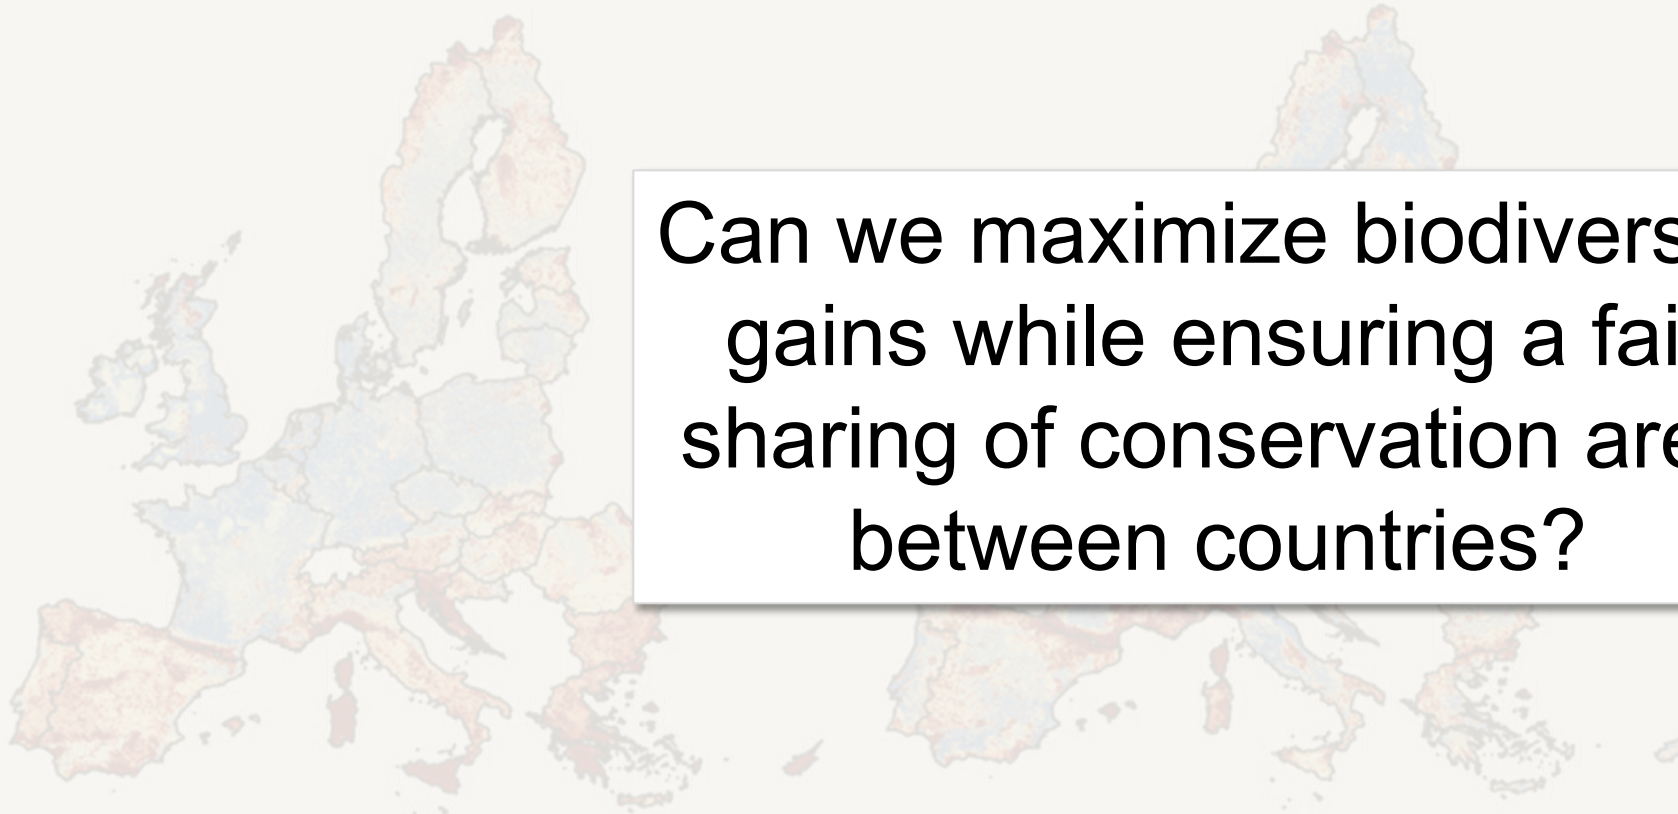 Can we maximize biodivers
gains while ensuring a fai
sharing of conservation are
between countries?